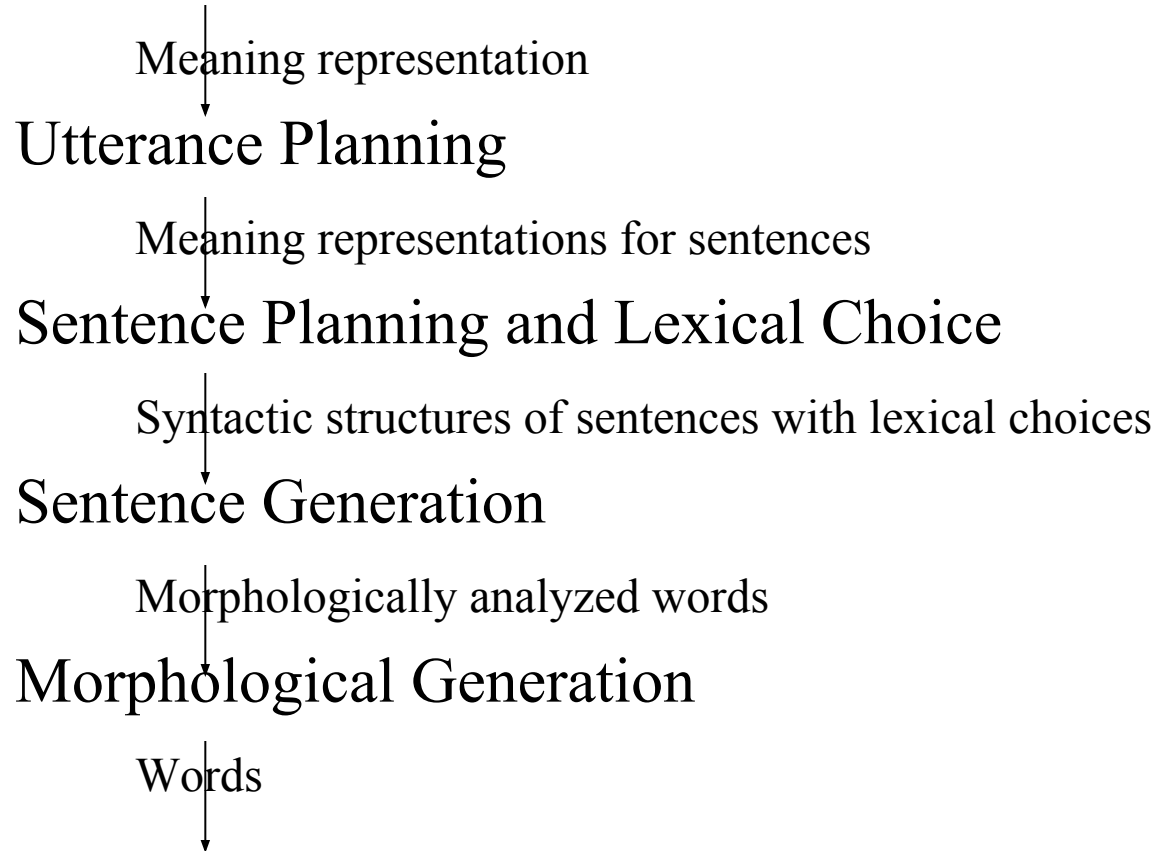 Meaning representation
Utterance Planning
Meaning representations for sentences
Sentence Planning and Lexical Choice
Syntactic structures of sentences with lexical choices
Sentence Generation
Morphologically analyzed words
Morphological Generation
Words